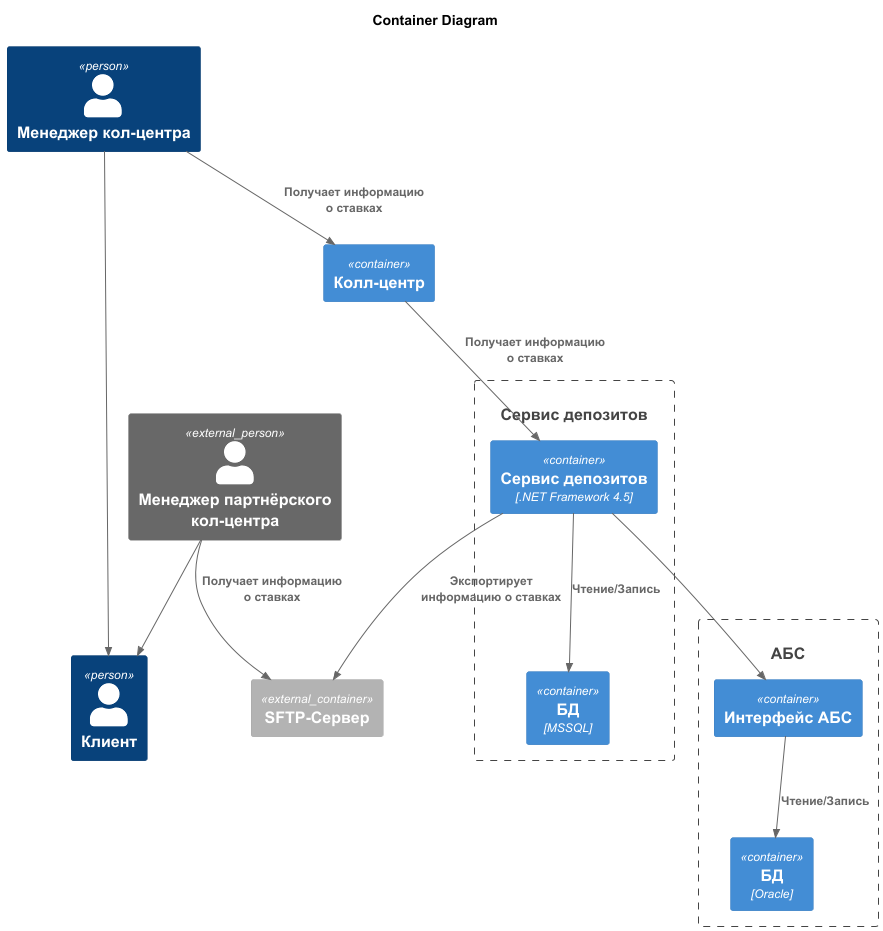 Container Diagram
«person»
Менеджер кол-центра
Получает информацию
о ставках
«container»
Колл-центр
Получает информацию
о ставках
Сервис депозитов
«external_person»
Менеджер партнёрского
кол-центра
«container»
Сервис депозитов
[.NET Framework 4.5]
Получает информацию
о ставках
Экспортирует
информацию о ставках
Чтение/Запись
АБС
«person»
Клиент
«external_container»
SFTP-Сервер
«container»
БД
[MSSQL]
«container»
Интерфейс АБС
Чтение/Запись
«container»
БД
[Oracle]